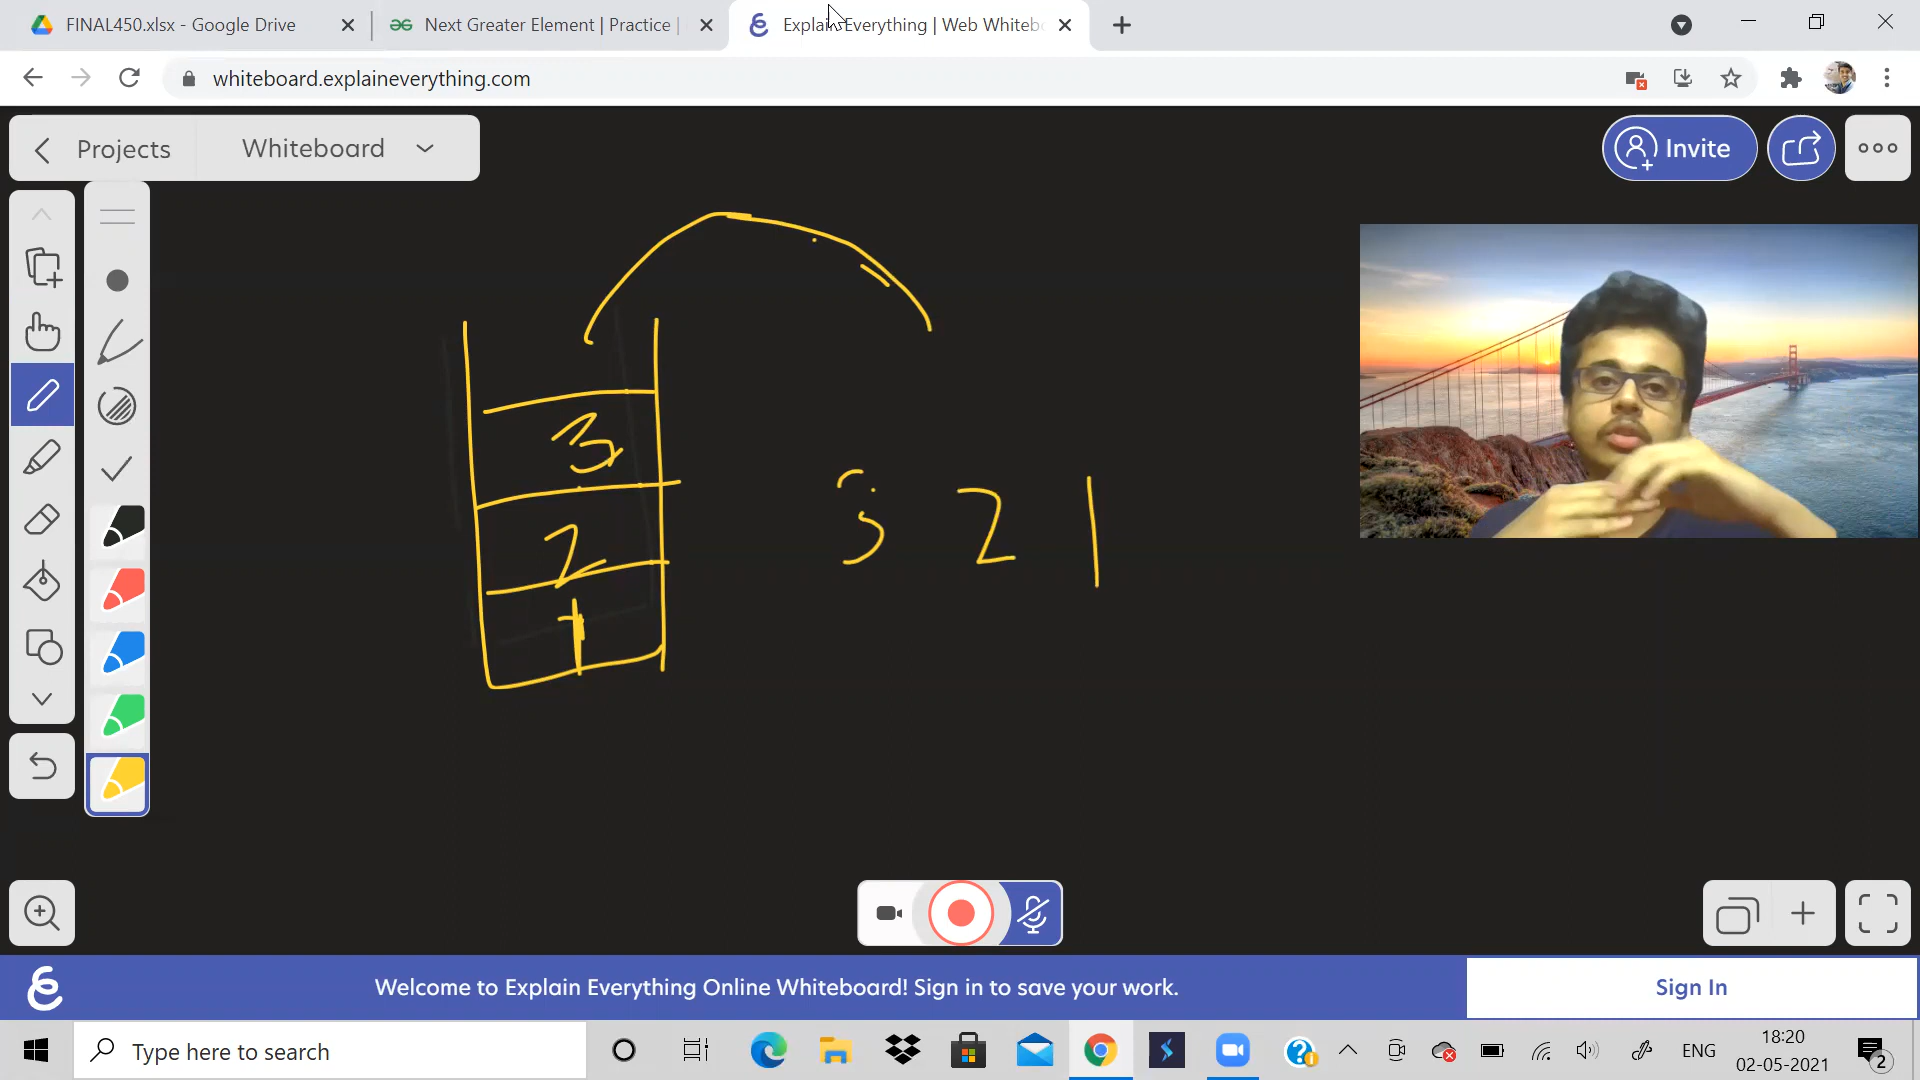 FINAL450.xlsx - Google Drive
Next Greater Element | Practice |
Explain Everything | Web Whitebo
whiteboard.explaineverything.com
Projects
Whiteboard
Invite
3
2
1
3 2 1
Welcome to Explain Everything Online Whiteboard! Sign in to save your work.
Sign In
Type here to search
ENG
18:20
02-05-2021
2